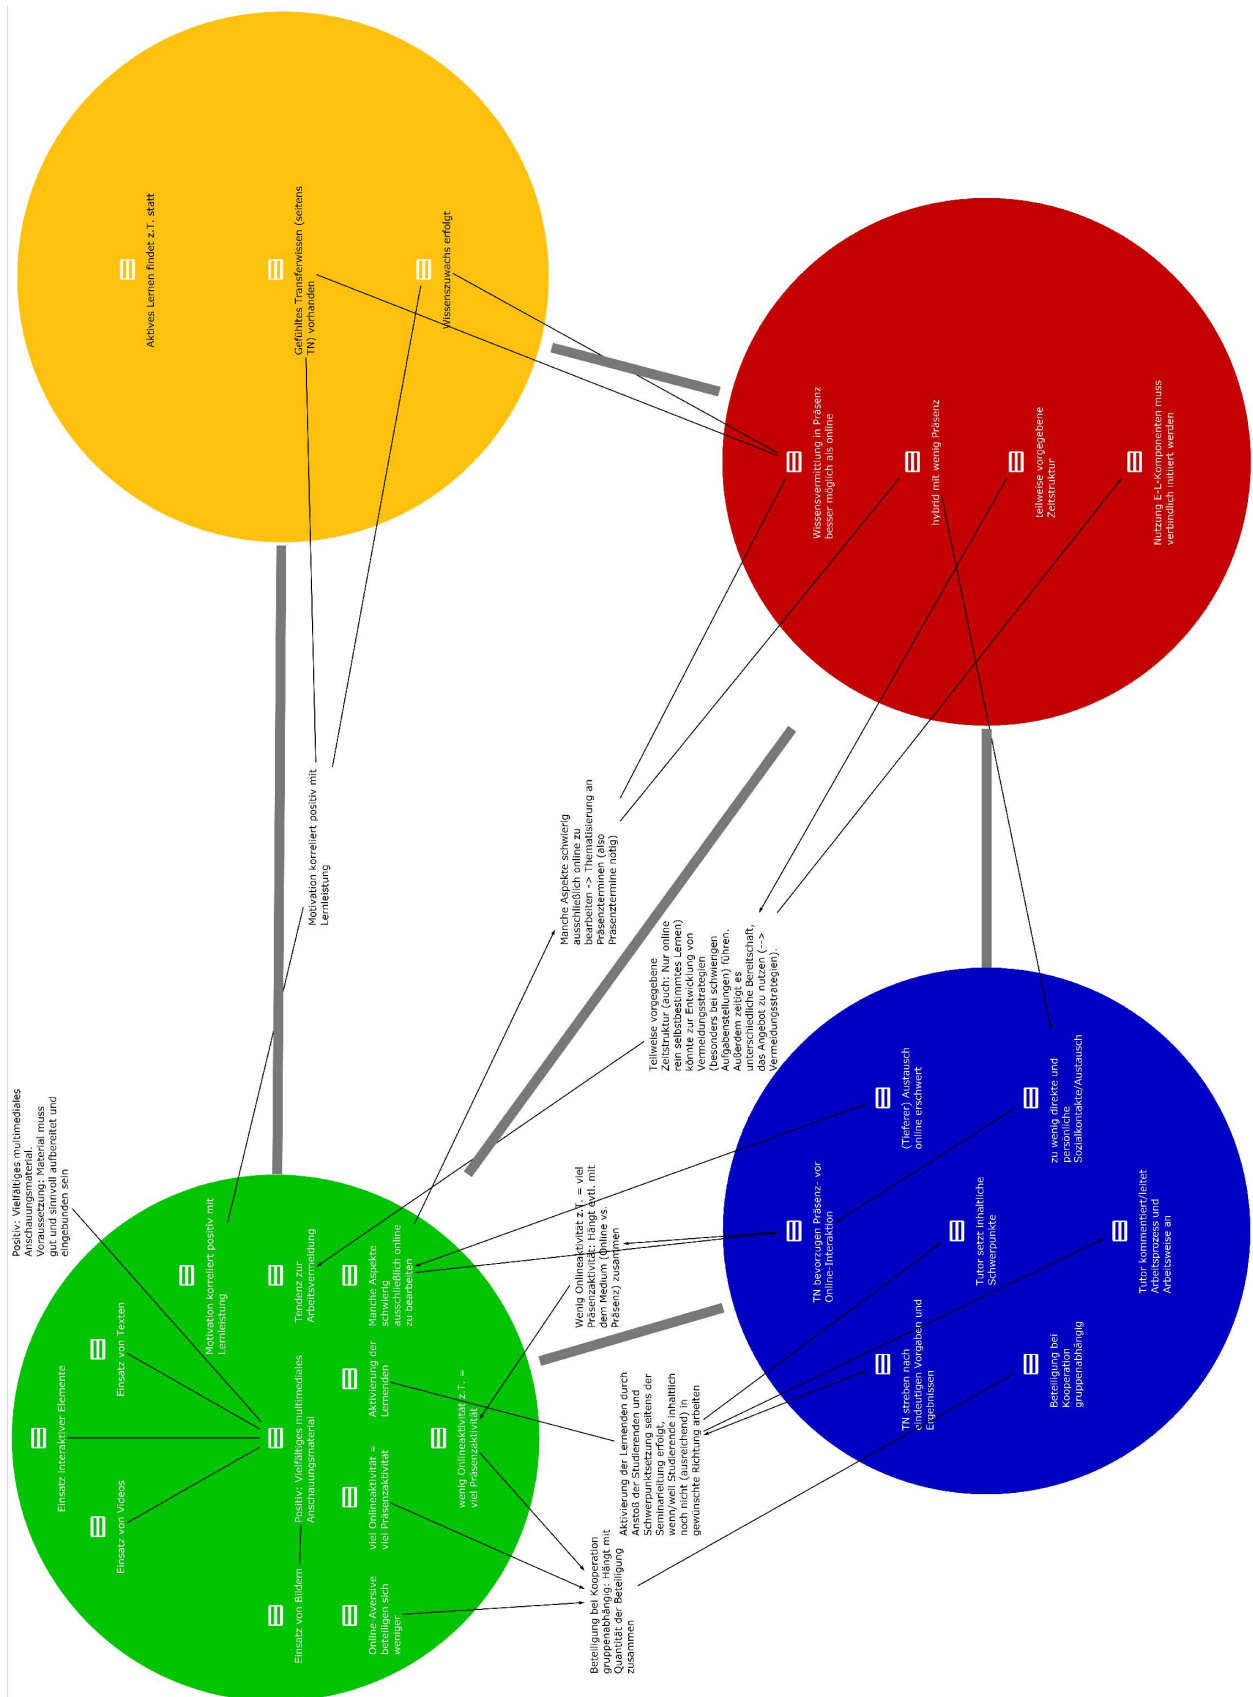 Positiv: Vielfältiges multimediales
Anschauungsmaterial.
Voraussetzung: Material muss
gut und sinnvoll aufbereitet und
eingebunden sein
Einsatz interaktiver Elemente
Einsatz von Videos
Einsatz von Texten
Motivation korreliert positiv mit
Lernleistung
Einsatz von Bildern
Positiv: Vielfältiges multimediales
Anschauungsmaterial
Tendenz zur
Arbeitsvermeidung
Online-Aversive
beteiligen sich
weniger
viel Onlineaktivität =
viel Präsenzaktivität
Aktivierung der
Lernenden
Manche Aspekte
schwierig
ausschließlich online
zu bearbeiten
wenig Onlineaktivität z.T. =
viel Präsenzaktivität
Motivation korreliert positiv mit
Lernleistung
Aktives Lernen findet z.T. statt
Gefühltes Transferwissen (seitens
TN) vorhanden
Wissenszuwachs erfolgt
Manche Aspekte schwierig
ausschließlich online zu
bearbeiten -> Thematisierung an
Präsenzterminen (also
Präsenztermine nötig)
Teilweise vorgegebene
Zeitstruktur (auch: Nur online
rein selbstbestimmtes Lernen)
könnte zur Entwicklung von
Vermeidungsstrategien
(besonders bei schwierigen
Aufgabenstellungen) führen.
Außerdem zeitigt es
unterschiedliche Bereitschaft,
das Angebot zu nutzen (-->
Vermeidungsstrategien).
Wenig Onlineaktivität z.T. = viel
Präsenzaktivität: Hängt evtl. mit
dem Medium (Online vs.
Präsenz) zusammen
Aktivierung der Lernenden durch
Anstoß der Studierenden und
Schwerpunktsetzung seitens der
Seminarleitung erfolgt,
wenn/weil Studierende inhaltlich
noch nicht (ausreichend) in
gewünschte Richtung arbeiten
Beteiligung bei Kooperation
gruppenabhängig: Hängt mit
Quantität der Beteiligung
zusammen
TN bevorzugen Präsenz- vor
Online-Interaktion
TN streben nach
eindeutigen Vorgaben und
Ergebnissen
(Tieferer) Austausch
online erschwert
Tutor setzt inhaltliche
Schwerpunkte
Beteiligung bei
Kooperation
gruppenabhängig
zu wenig direkte und
persönliche
Sozialkontakte/Austausch
Tutor kommentiert/leitet
Arbeitsprozess und
Arbeitsweise an
Wissensvermittlung in Präsenz
besser möglich als online
hybrid mit wenig Präsenz
teilweise vorgegebene
Zeitstruktur
Nutzung E-L-Komponenten muss
verbindlich initiiert werden